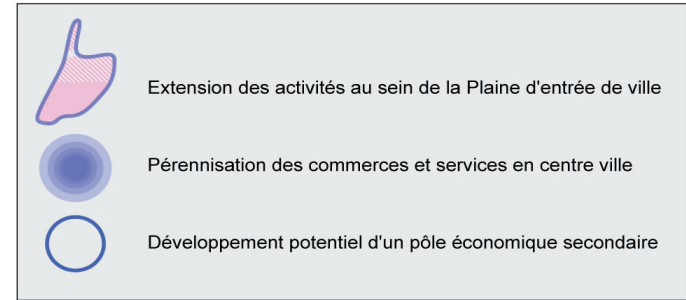 Extension des activités au sein de la Plaine d'entrée de ville
Pérennisation des commerces et services en centre ville
Développement potentiel d'un pôle économique secondaire